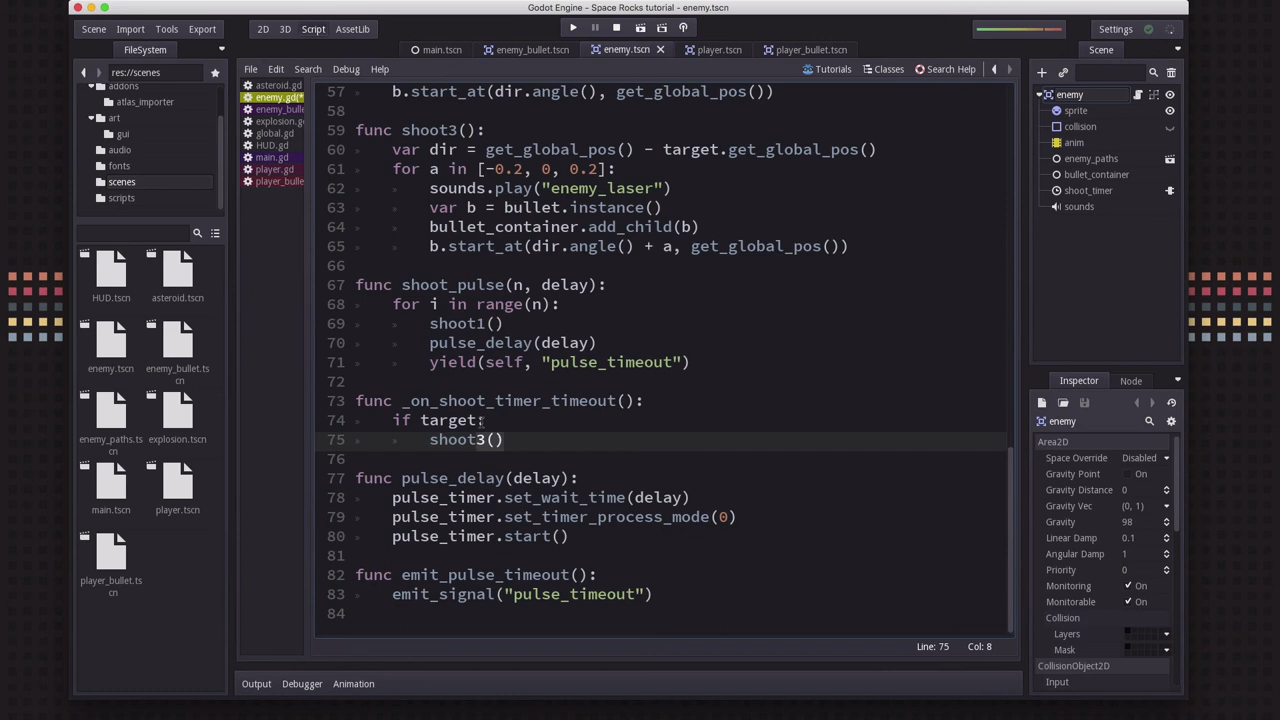 Godot Engine - Space Rocks tutorial - enemy.tscn
Scene Import Tools Export
2D 3D Script AssetLib
Settings
FileSystem
main.tscn enemy_bullet.tscn enemy.tscn player.tscn player_bullet.tscn
Scene
res://scenes
addons
atlas_importer
art
gui
audio
fonts
scenes
scripts
HUD.tscn
asteroid.tscn
enemy.tscn
enemy_bullet.ts
cn
enemy_paths.
tscn
explosion.tscn
main.tscn
player.tscn
player_bullet.ts
cn
File Edit Search Debug Help
Tutorials Classes Search Help
asteroid.gd
enemy.gd(*
enemy_bulle
explosion.gd
global.gd
HUD.gd
main.gd
player.gd
player_bulle
57 b.start_at(dir.angle(), get_global_pos())
58
59 func shoot3():
60 var dir = get_global_pos() - target.get_global_pos()
61 for a in [-0.2, 0, 0.2]:
62 sounds.play("enemy_laser")
63 var b = bullet.instance()
64 bullet_container.add_child(b)
65 b.start_at(dir.angle() + a, get_global_pos())
66
67 func shoot_pulse(n, delay):
68 for i in range(n):
69 shoot1()
70 pulse_delay(delay)
71 yield(self, "pulse_timeout")
72
73 func _on_shoot_timer_timeout():
74 if target:
75 shoot3()
76
77 func pulse_delay(delay):
78 pulse_timer.set_wait_time(delay)
79 pulse_timer.set_timer_process_mode(0)
80 pulse_timer.start()
81
82 func emit_pulse_timeout():
83 emit_signal("pulse_timeout")
84
Line: 75 Col: 8
Output Debugger Animation
enemy
sprite
collision
anim
enemy_paths
bullet_container
shoot_timer
sounds
Inspector Node
enemy
Area2D
Space Override Disabled
Gravity Point On
Gravity Distance 0
Gravity Vec (0, 1)
Gravity 98
Linear Damp 0.1
Angular Damp 1
Priority 0
Monitoring On
Monitorable On
Collision
Layers
Mask
CollisionObject2D
Input